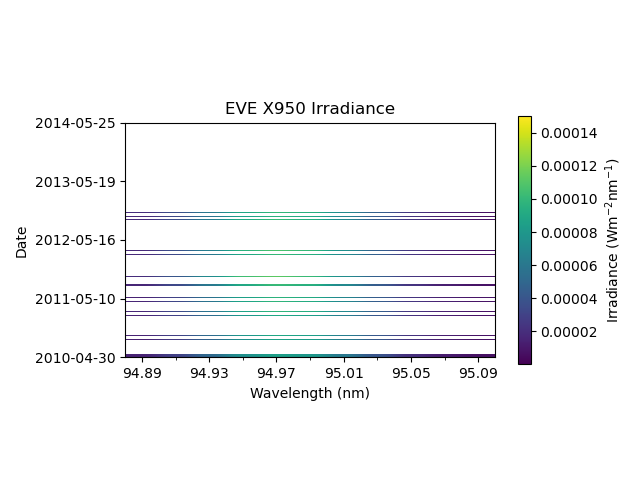 EVE X950 Irradiance
2014-05-25
2013-05-19
2012-05-16
2011-05-10
2010-04-30
Date
94.89 94.93 94.97 95.01 95.05 95.09
Wavelength (nm)
0.00014
0.00012
0.00010
0.00008
0.00006
0.00004
0.00002
Irradiance (Wm⁻²nm⁻¹)